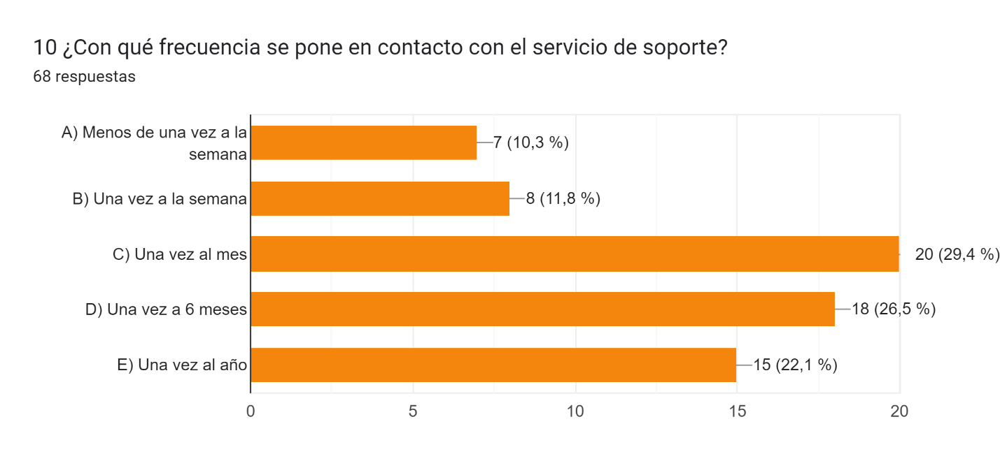 10 ¿Con qué frecuencia se pone en contacto con el servicio de soporte?
68 respuestas
A) Menos de una vez a la
semana
7 (10,3 %)
B) Una vez a la semana
8 (11,8 %)
C) Una vez al mes
20 (29,4 %)
D) Una vez a 6 meses
18 (26,5 %)
E) Una vez al año
15 (22,1 %)
0 5 10 15 20